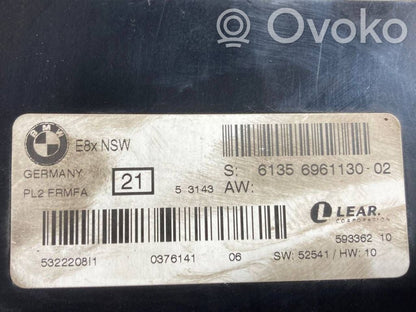 Ovoko
BMW
E8x NSW
GERMANY
PL2 FRMFA
21
5 3143
S: 6135 6961130-02
AW:
LEAR.
CORPORATION
593362 10
5322208I1 0376141 06 SW: 52541 / HW: 10